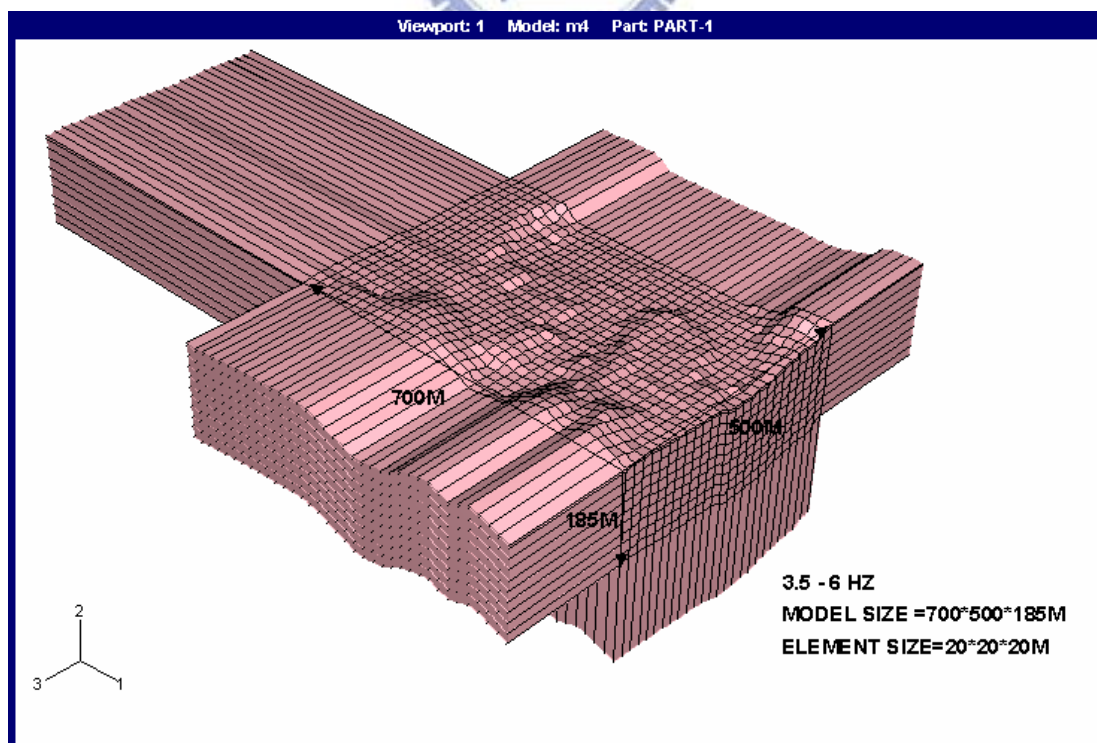 Viewport: 1 Model: m4 Part: PART-1
700M
500M
185M
3.5 - 6 HZ
MODEL SIZE =700*500*185M
ELEMENT SIZE=20*20*20M
2
3
1